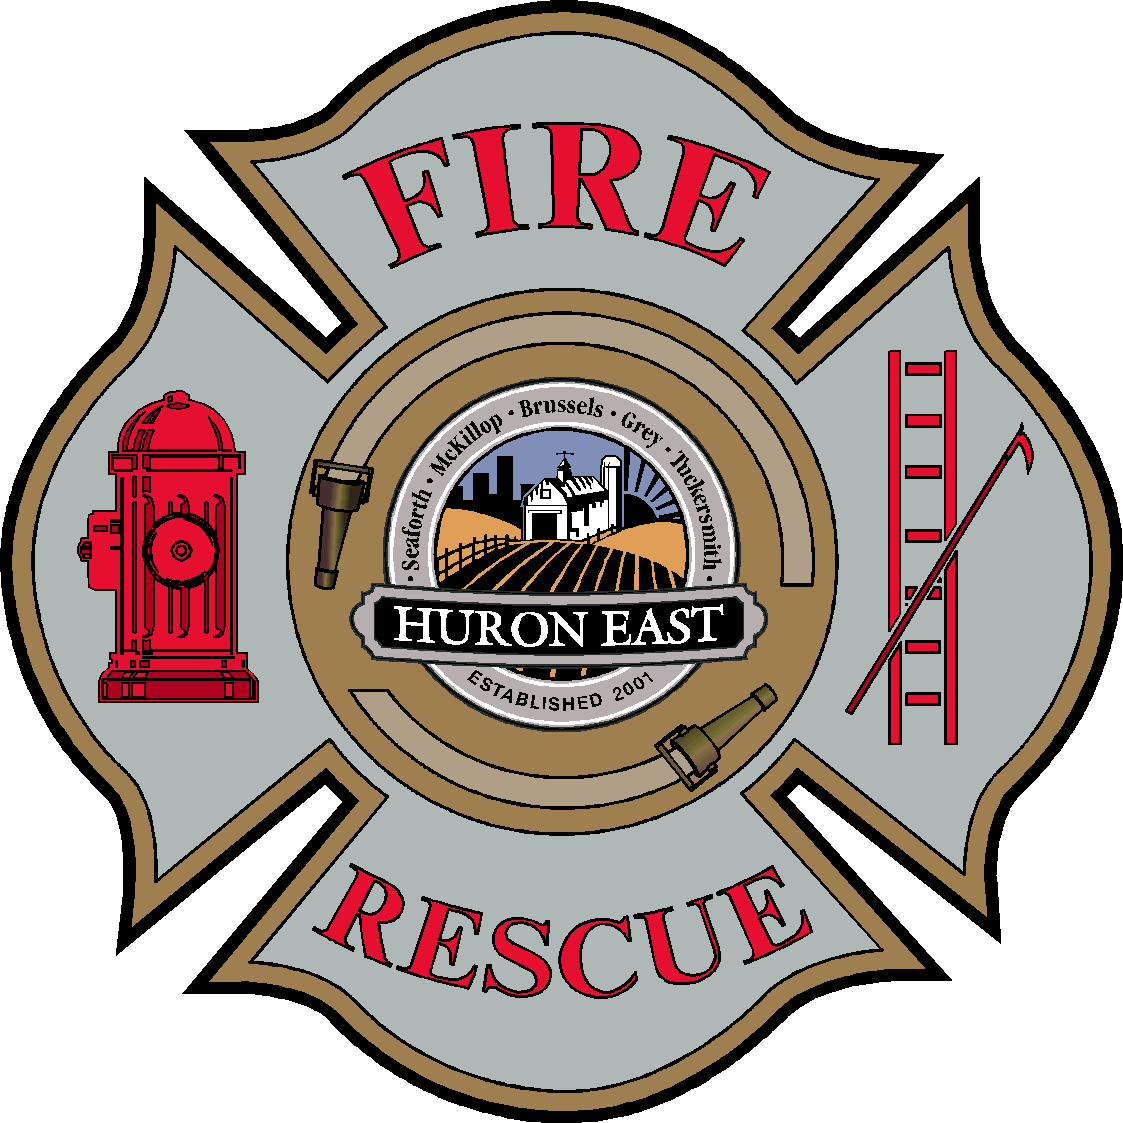 FIRE
· Seaforth · McKillop · Brussels · Grey · Tuckersmith ·
HURON EAST
ESTABLISHED 2001
RESCUE